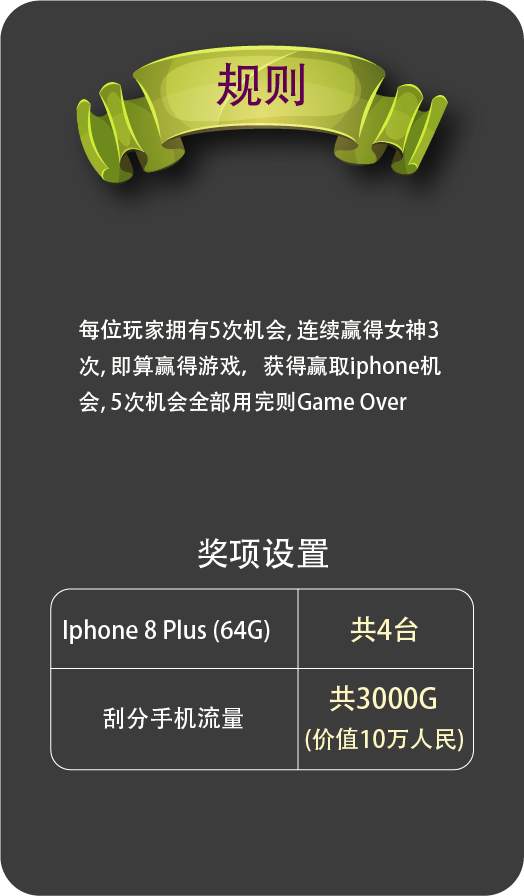 规则
每位玩家拥有5次机会, 连续赢得女神3
次, 即算赢得游戏, 获得赢取iphone机
会, 5次机会全部用完则Game Over
奖项设置
Iphone 8 Plus (64G) 共4台
刮分手机流量 共3000G
(价值10万人民)